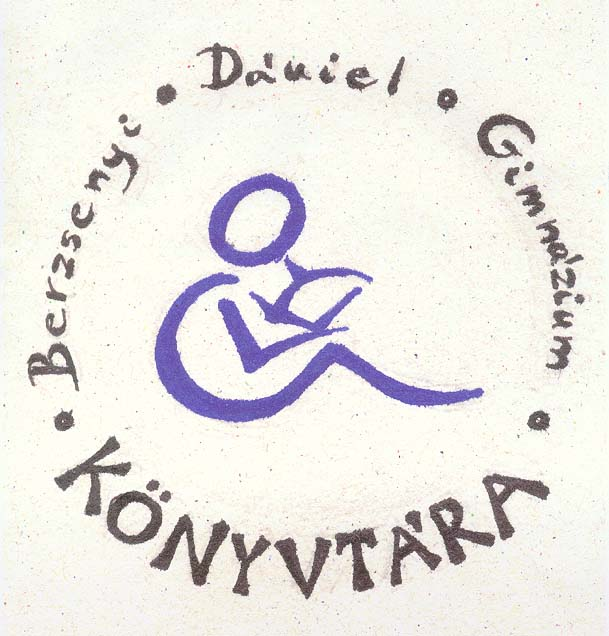 Berzsenyi • Dániel • Gimnázium
• KÖNYVTÁRA •